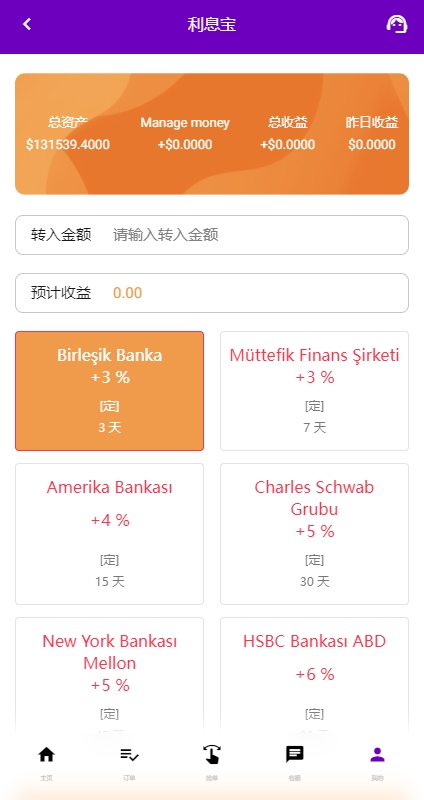 利息宝
总资产 Manage money 总收益 昨日收益
$131539.4000 +$0.0000 +$0.0000 $0.0000
转入金额 请输入转入金额
预计收益 0.00
Birleşik Banka
+3 %
[定]
3 天
Müttefik Finans Şirketi
+3 %
[定]
7 天
Amerika Bankası
+4 %
[定]
15 天
Charles Schwab
Grubu
+5 %
[定]
30 天
New York Bankası
Mellon
+5 %
[定]
HSBC Bankası ABD
+6 %
[定]
主页 订单 抢单 客服 我的